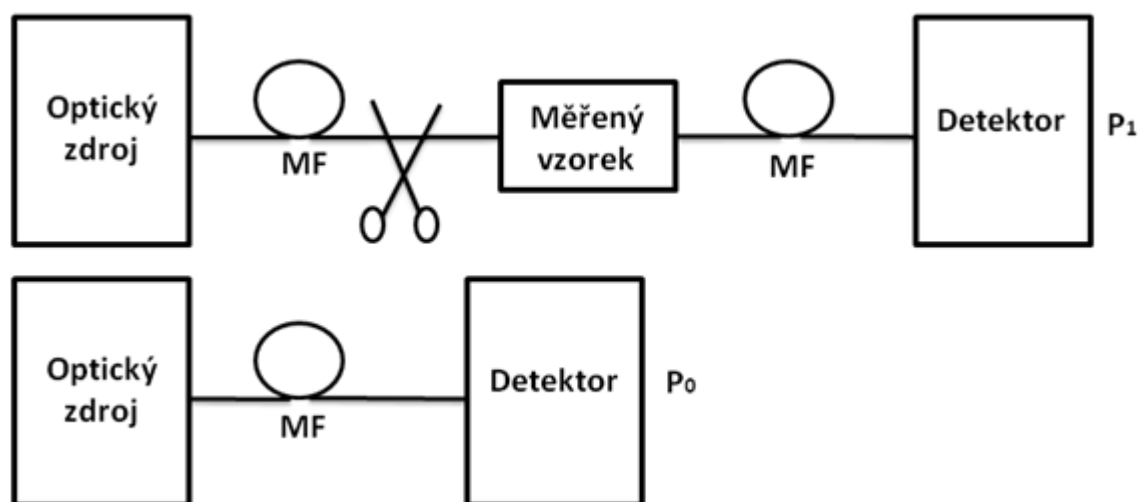 Optický
zdroj
MF
Měřený
vzorek
MF
Detektor
P₁
Optický
zdroj
MF
Detektor
P₀